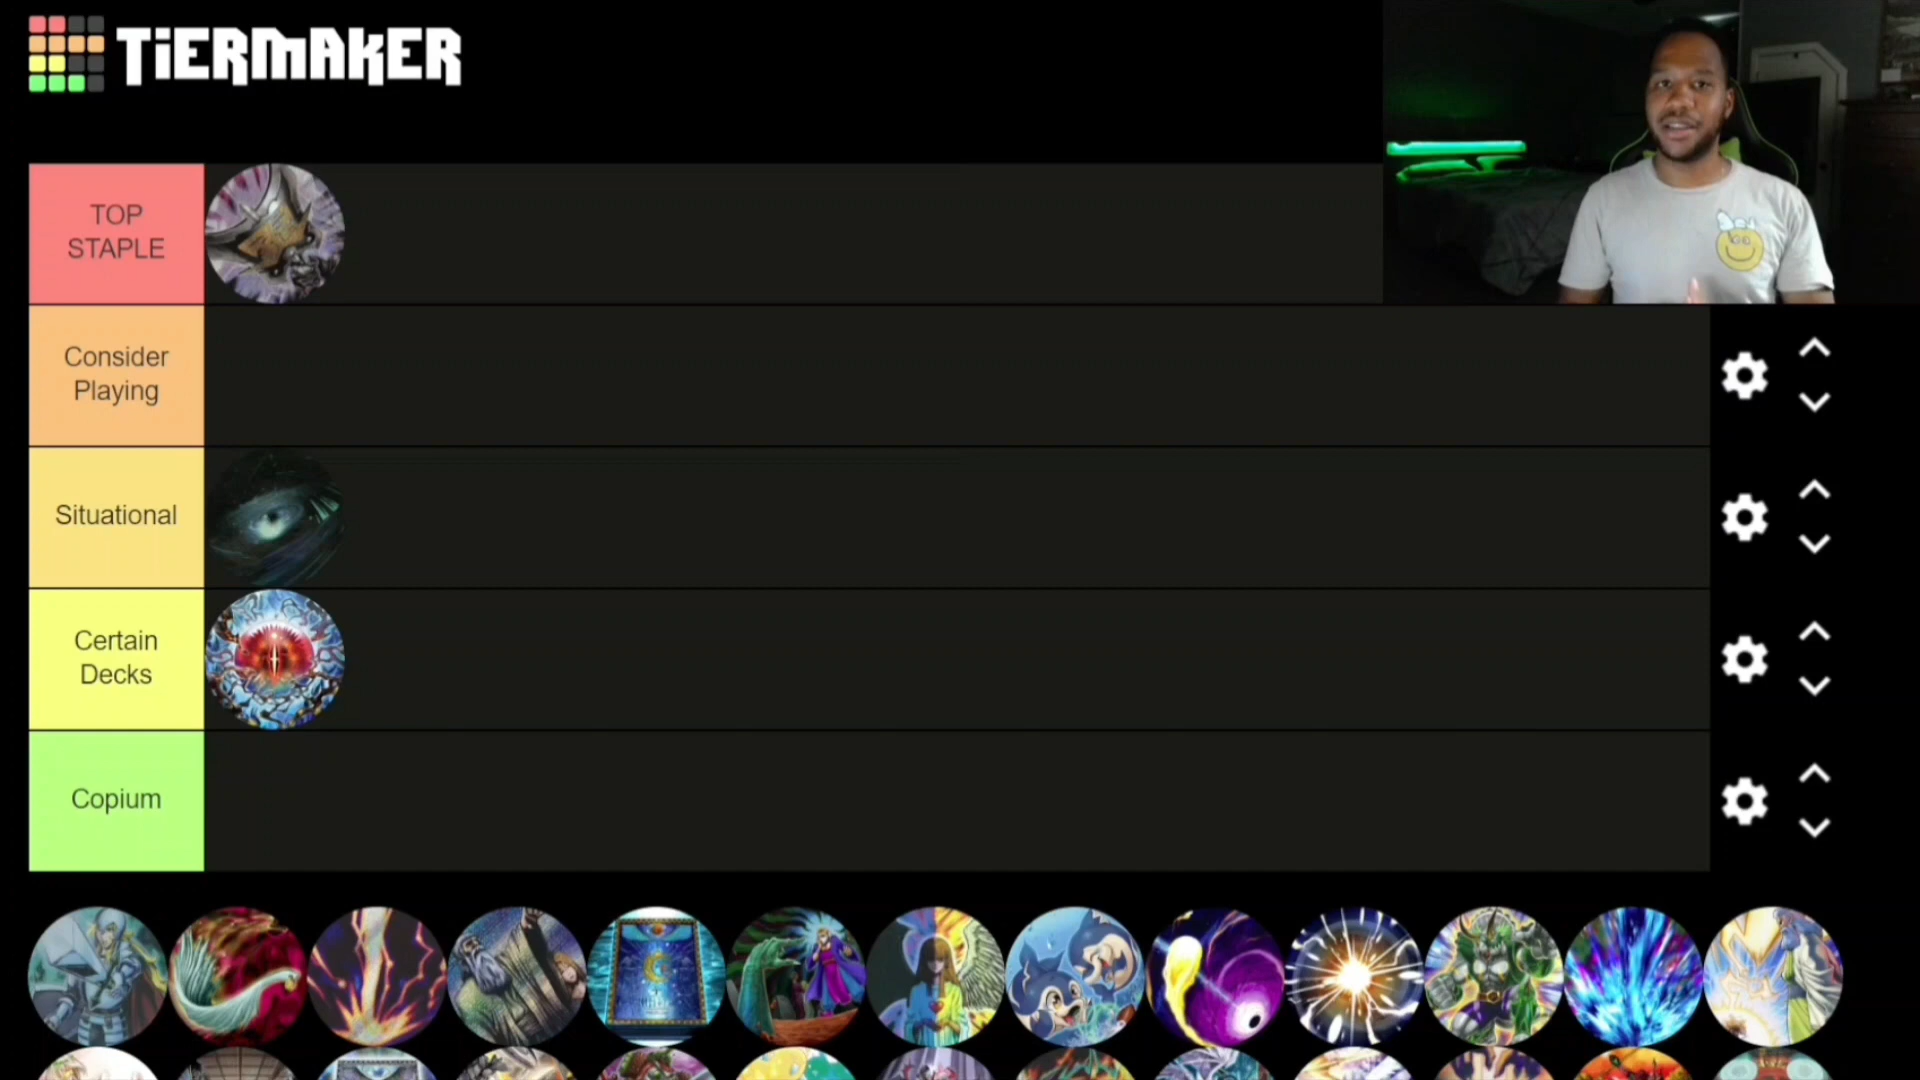 TiERMAKER
TOP
STAPLE
Consider
Playing
Situational
Certain
Decks
Copium